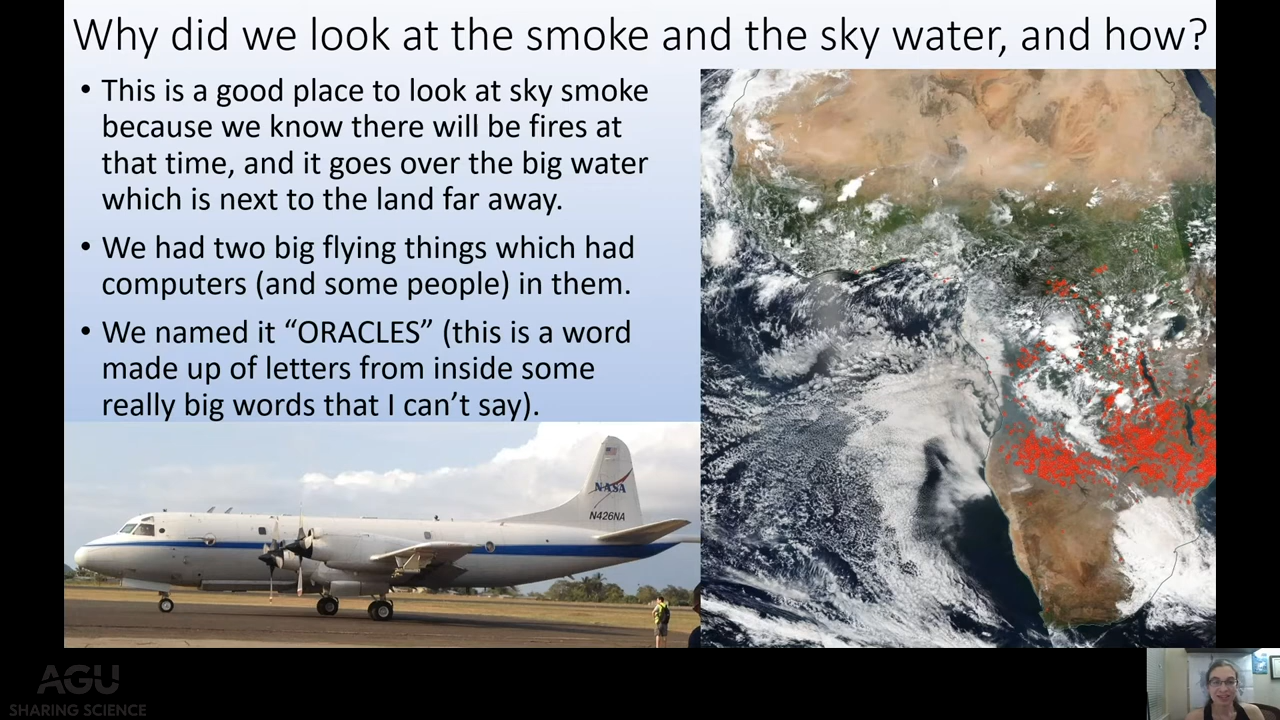 Why did we look at the smoke and the sky water, and how?
• This is a good place to look at sky smoke
because we know there will be fires at
that time, and it goes over the big water
which is next to the land far away.
• We had two big flying things which had
computers (and some people) in them.
• We named it “ORACLES” (this is a word
made up of letters from inside some
really big words that I can’t say).
NASA
N426NA
AGU
SHARING SCIENCE